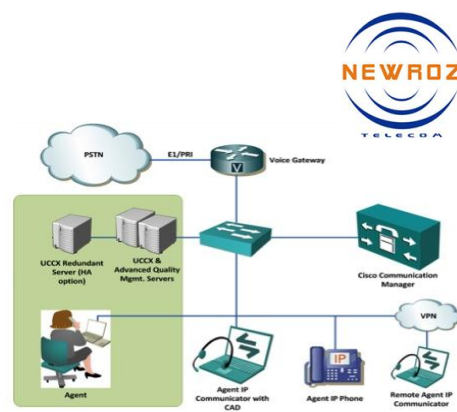 NEWROZ
TELECOM
PSTN
E1/PRI
Voice Gateway
V
UCCX Redundant
Server (HA
option)
UCCX &
Advanced Quality
Mgmt. Servers
Cisco Communication
Manager
VPN
IP
Agent
Agent IP
Communicator with
CAD
Agent IP Phone
Remote Agent IP
Communicator